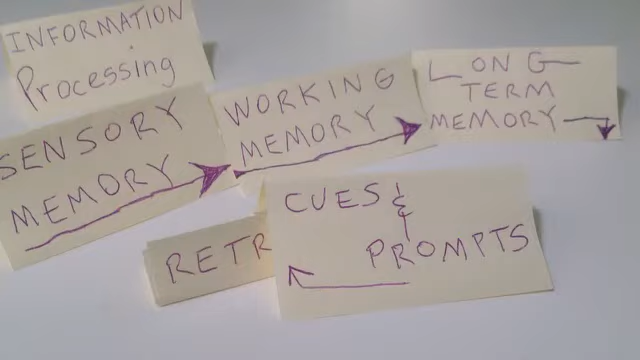 INFORMATION
Processing
SENSORY
MEMORY
WORKING
MEMORY
LONG
TERM
MEMORY
CUES &
PROMPTS
RETR